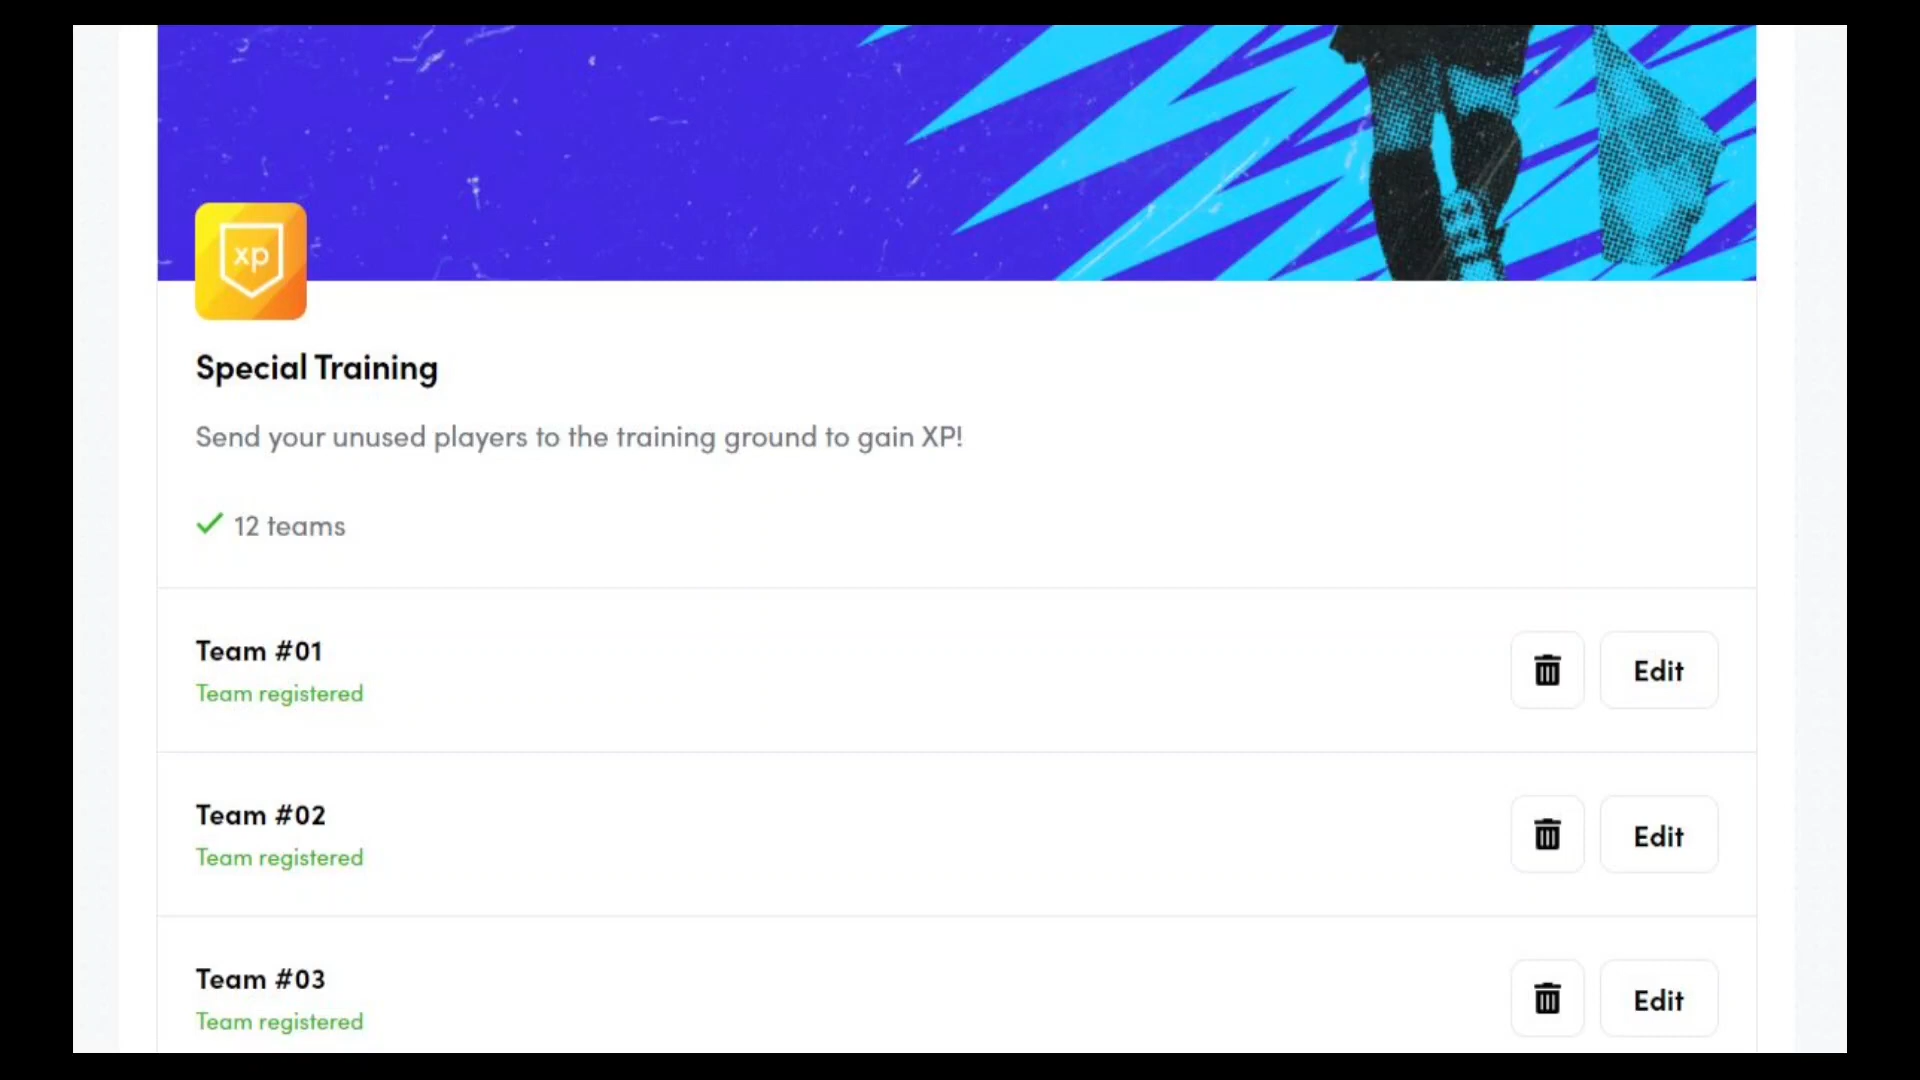 xp
Special Training
Send your unused players to the training ground to gain XP!
12 teams
Team #01
Team registered
Edit
Team #02
Team registered
Edit
Team #03
Team registered
Edit